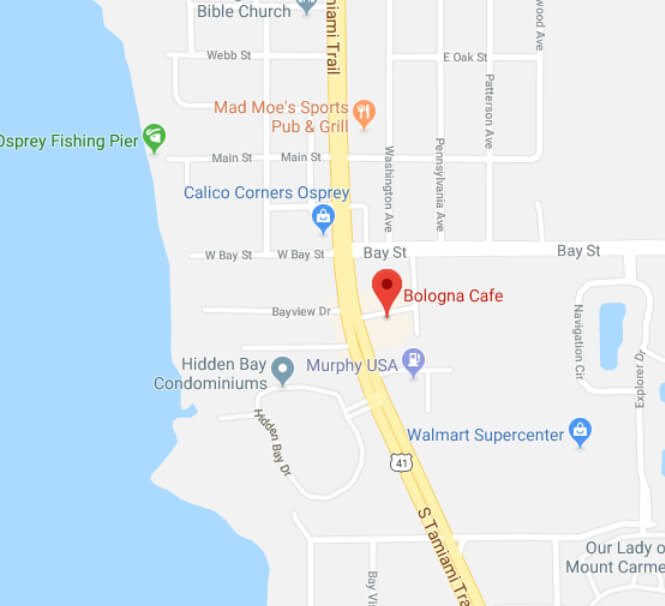 Bible Church
miami Trail
wood Ave
Webb St
E Oak St
Patterson Ave
Mad Moe's Sports
Pub & Grill
Osprey Fishing Pier
Main St
Main St
Washington Ave
Pennsylvania Ave
Calico Corners Osprey
W Bay St
W Bay St
Bay St
Bay St
Bologna Cafe
Bayview Dr
Navigation Cir
Explorer Dr
Hidden Bay
Condominiums
Murphy USA
Hidden Bay Dr
Walmart Supercenter
41
S Tamiami Trai
Our Lady o
Mount Carme
Bay Vis